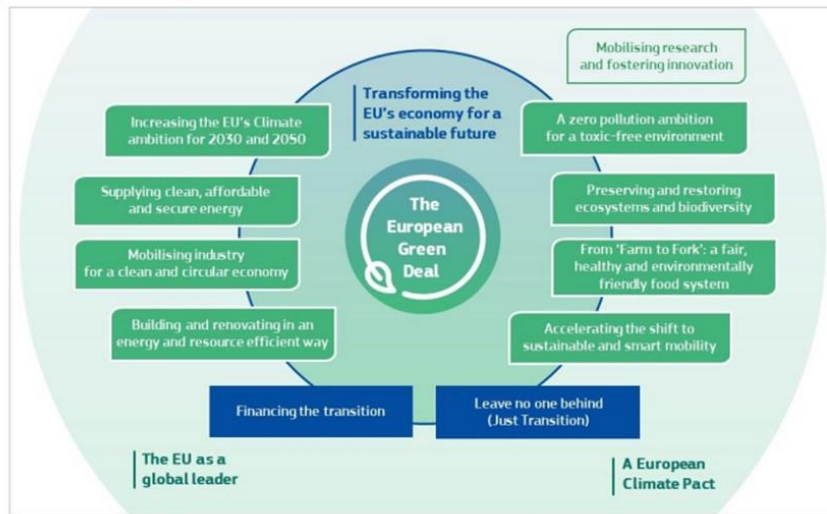 Mobilising research
and fostering innovation
Transforming the
EU's economy for a
sustainable future
Increasing the EU's Climate
ambition for 2030 and 2050
A zero pollution ambition
for a toxic-free environment
Supplying clean, affordable
and secure energy
Preserving and restoring
ecosystems and biodiversity
The
European
Green
Deal
Mobilising industry
for a clean and circular economy
From 'Farm to Fork': a fair,
healthy and environmentally
friendly food system
Building and renovating in an
energy and resource efficient way
Accelerating the shift to
sustainable and smart mobility
Financing the transition
Leave no one behind
(Just Transition)
The EU as a
global leader
A European
Climate Pact